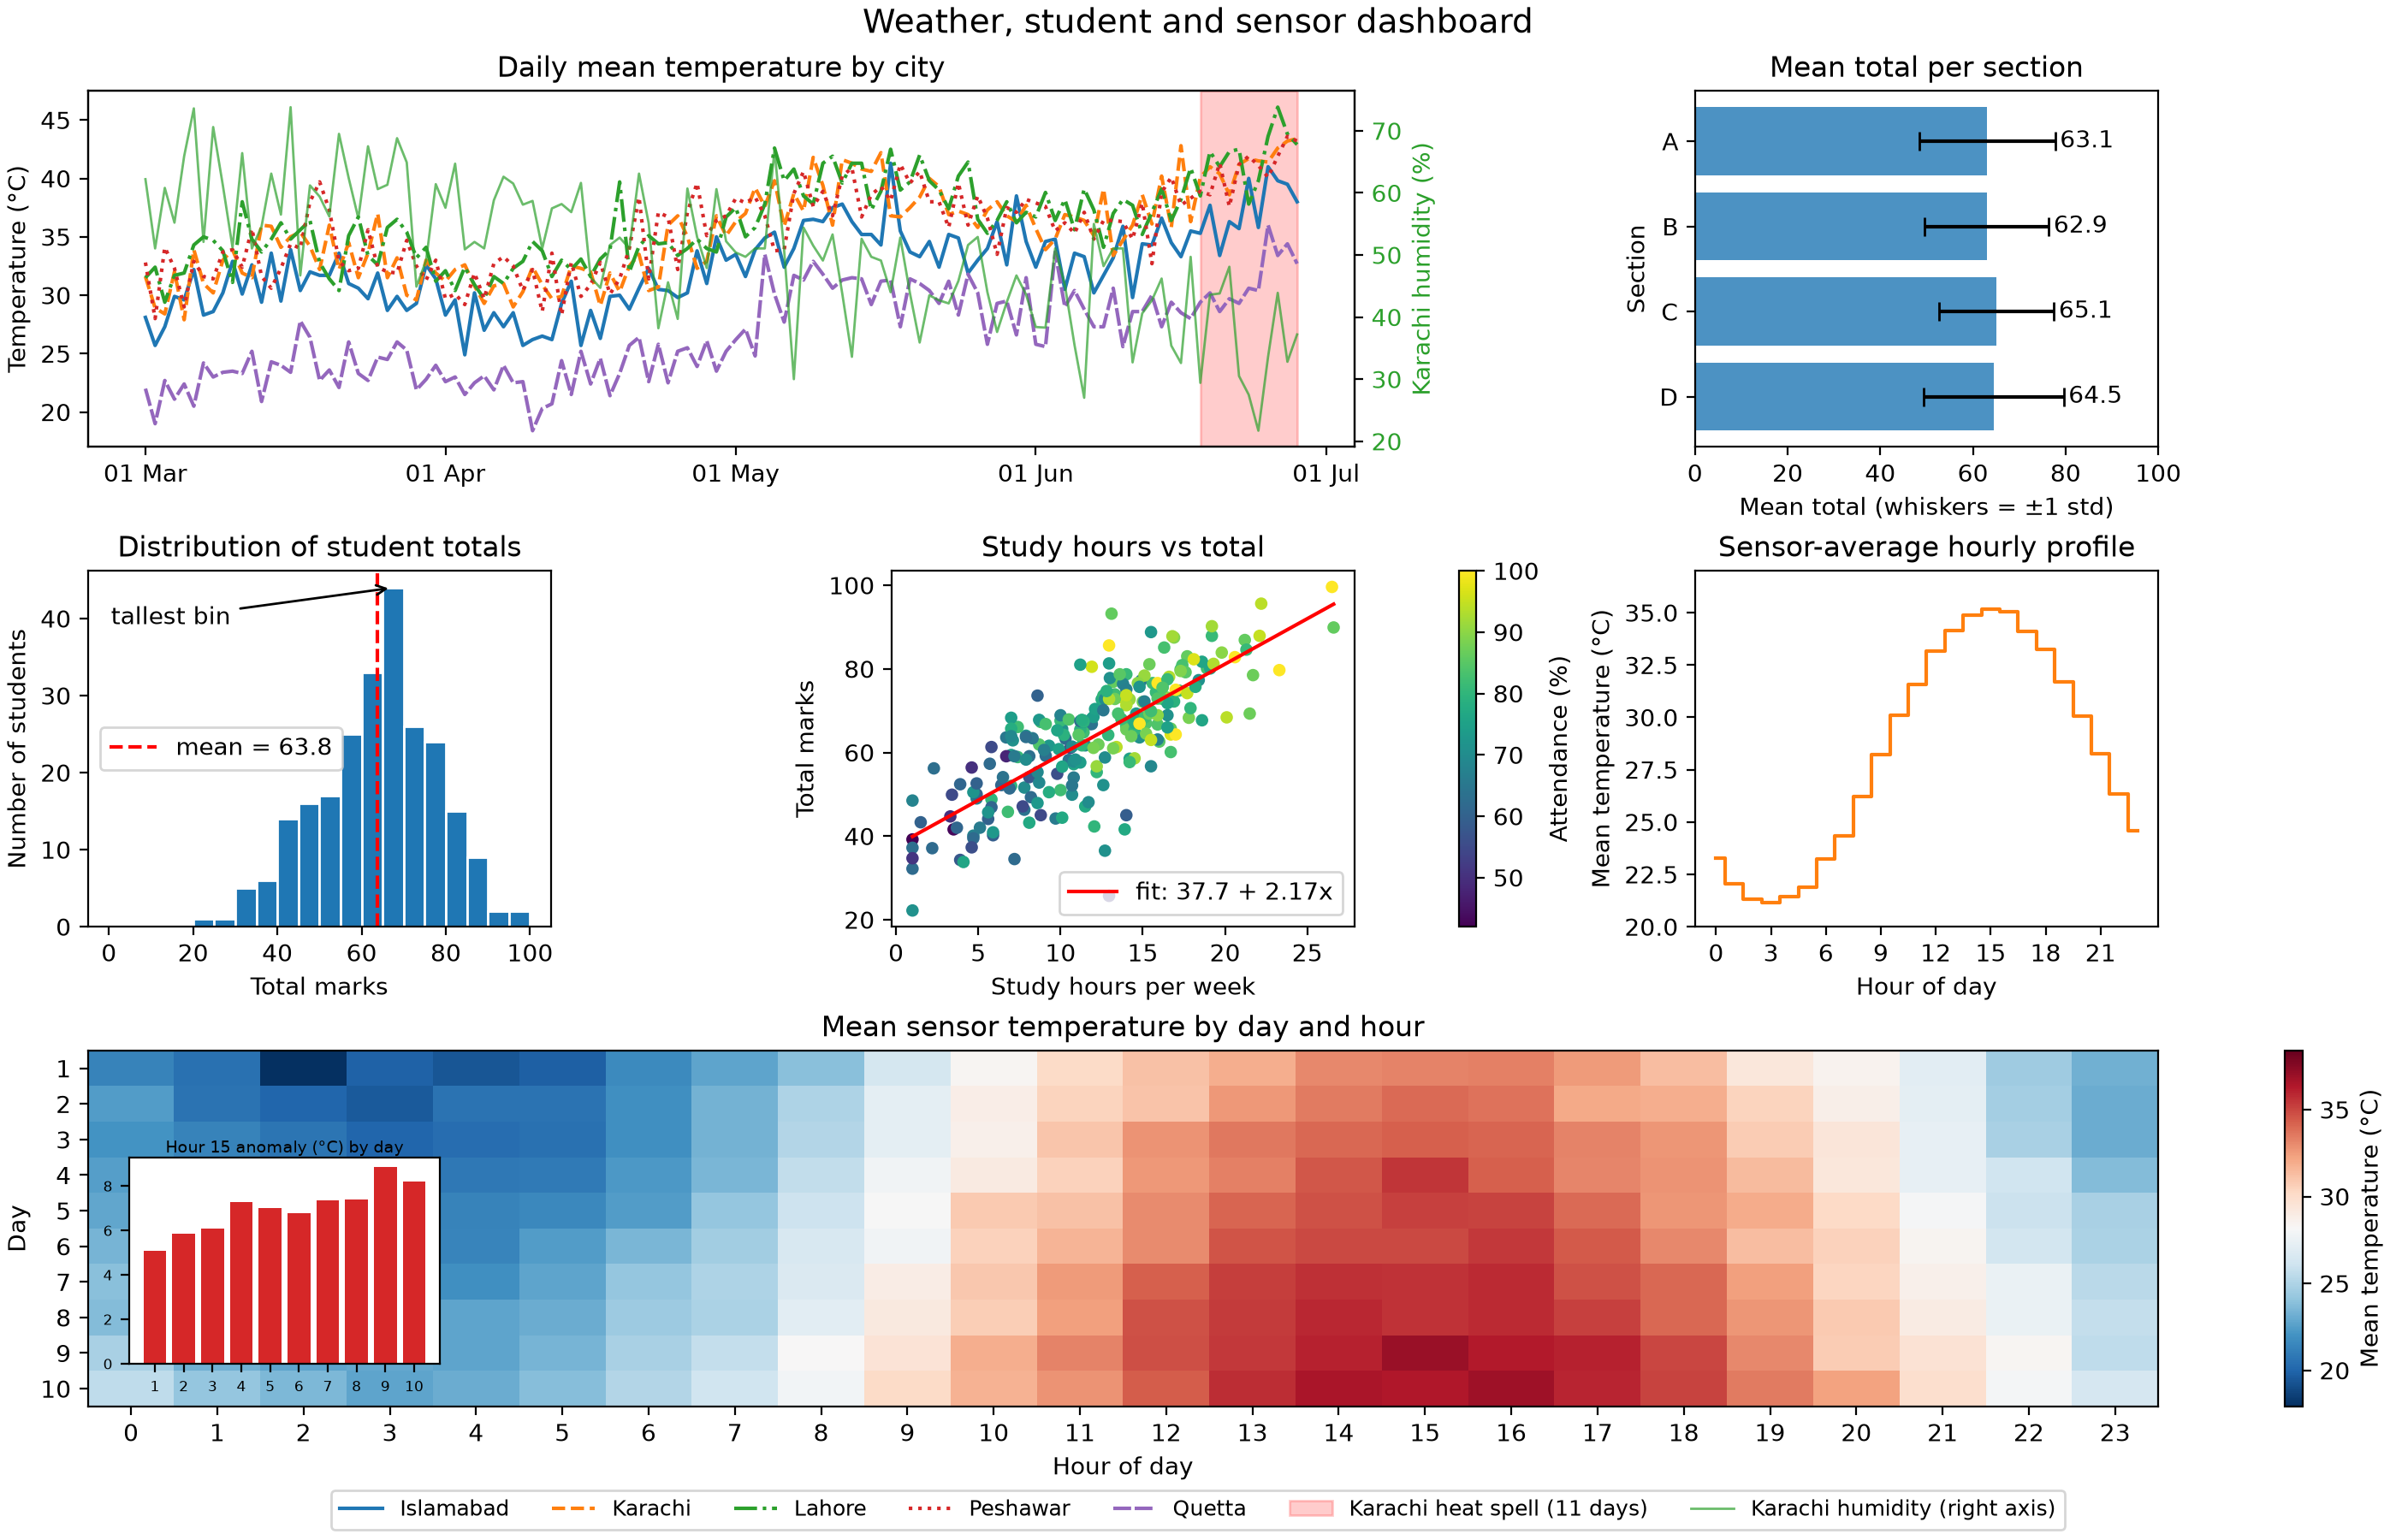 Weather, student and sensor dashboard
Daily mean temperature by city
Temperature (°C)
45
40
35
30
25
20
01 Mar 01 Apr 01 May 01 Jun 01 Jul
70
60
50
40
30
20
Karachi humidity (%)
Mean total per section
Section
A 63.1
B 62.9
C 65.1
D 64.5
0 20 40 60 80 100
Mean total (whiskers = ±1 std)
Distribution of student totals
Number of students
40
30
20
10
0
tallest bin
mean = 63.8
0 20 40 60 80 100
Total marks
Study hours vs total
Total marks
100
80
60
40
20
fit: 37.7 + 2.17x
0 5 10 15 20 25
Study hours per week
100
90
80
70
60
50
Attendance (%)
Sensor-average hourly profile
Mean temperature (°C)
35.0
32.5
30.0
27.5
25.0
22.5
20.0
0 3 6 9 12 15 18 21
Hour of day
Mean sensor temperature by day and hour
Day
1
2
3
4
5
6
7
8
9
10
Hour 15 anomaly (°C) by day
8
6
4
2
0
1 2 3 4 5 6 7 8 9 10
0 1 2 3 4 5 6 7 8 9 10 11 12 13 14 15 16 17 18 19 20 21 22 23
Hour of day
35
30
25
20
Mean temperature (°C)
Islamabad Karachi Lahore Peshawar Quetta Karachi heat spell (11 days) Karachi humidity (right axis)